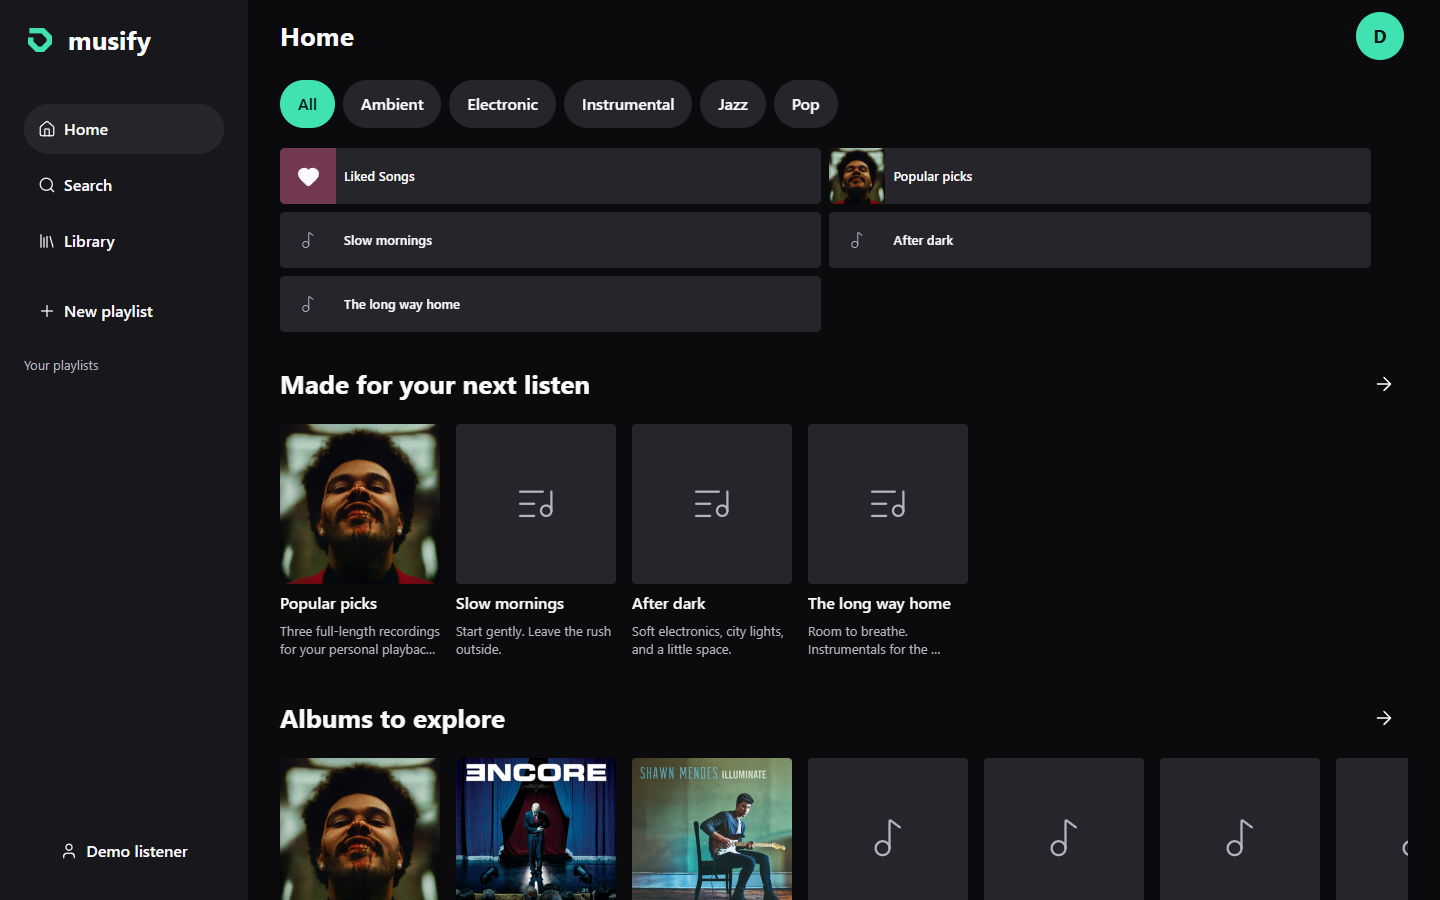 musify
Home
Search
Library
New playlist
Your playlists
Demo listener
Home
D
All
Ambient
Electronic
Instrumental
Jazz
Pop
Liked Songs
Popular picks
Slow mornings
After dark
The long way home
Made for your next listen
Popular picks
Three full-length recordings
for your personal playbac...
Slow mornings
Start gently. Leave the rush
outside.
After dark
Soft electronics, city lights,
and a little space.
The long way home
Room to breathe.
Instrumentals for the ...
Albums to explore
ƎNCORE
SHAWN MENDES ILLUMINATE